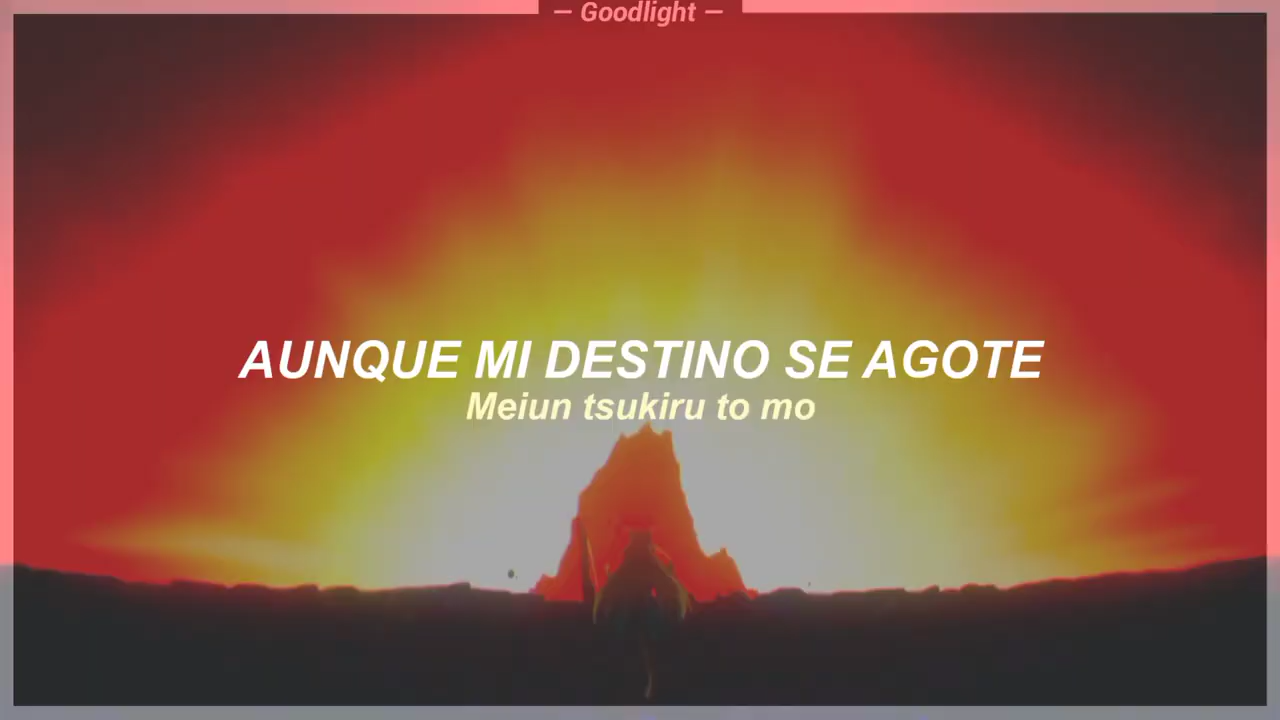 — Goodlight —
AUNQUE MI DESTINO SE AGOTE
Meiun tsukiru to mo